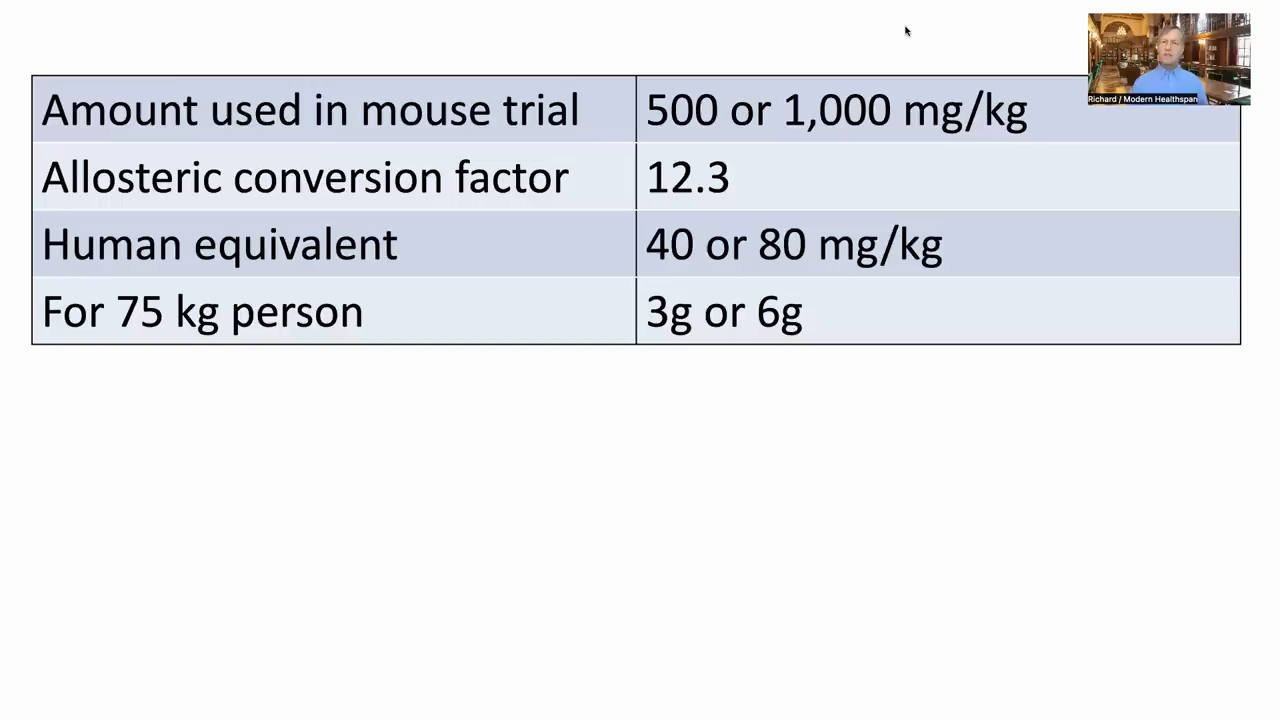 Amount used in mouse trial 500 or 1,000 mg/kg
Allosteric conversion factor 12.3
Human equivalent 40 or 80 mg/kg
For 75 kg person 3g or 6g
Richard / Modern Healthspan